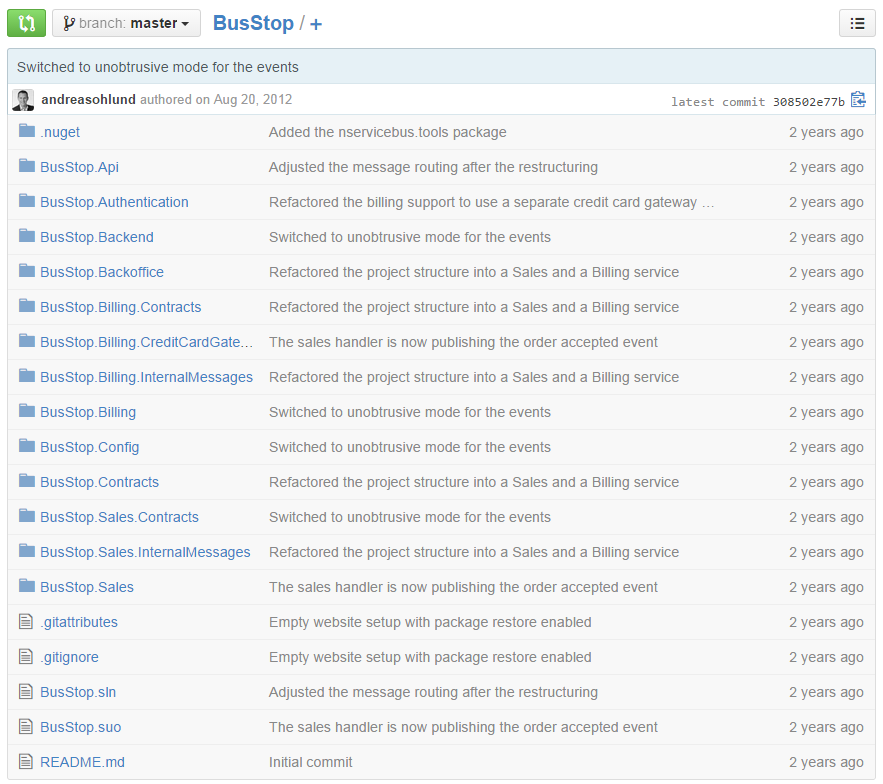 branch: master BusStop / +
Switched to unobtrusive mode for the events
andreasohlund authored on Aug 20, 2012 latest commit 308502e77b
.nuget Added the nservicebus.tools package 2 years ago
BusStop.Api Adjusted the message routing after the restructuring 2 years ago
BusStop.Authentication Refactored the billing support to use a separate credit card gateway … 2 years ago
BusStop.Backend Switched to unobtrusive mode for the events 2 years ago
BusStop.Backoffice Refactored the project structure into a Sales and a Billing service 2 years ago
BusStop.Billing.Contracts Refactored the project structure into a Sales and a Billing service 2 years ago
BusStop.Billing.CreditCardGate… The sales handler is now publishing the order accepted event 2 years ago
BusStop.Billing.InternalMessages Refactored the project structure into a Sales and a Billing service 2 years ago
BusStop.Billing Switched to unobtrusive mode for the events 2 years ago
BusStop.Config Switched to unobtrusive mode for the events 2 years ago
BusStop.Contracts Refactored the project structure into a Sales and a Billing service 2 years ago
BusStop.Sales.Contracts Switched to unobtrusive mode for the events 2 years ago
BusStop.Sales.InternalMessages Refactored the project structure into a Sales and a Billing service 2 years ago
BusStop.Sales The sales handler is now publishing the order accepted event 2 years ago
.gitattributes Empty website setup with package restore enabled 2 years ago
.gitignore Empty website setup with package restore enabled 2 years ago
BusStop.sln Adjusted the message routing after the restructuring 2 years ago
BusStop.suo The sales handler is now publishing the order accepted event 2 years ago
README.md Initial commit 2 years ago